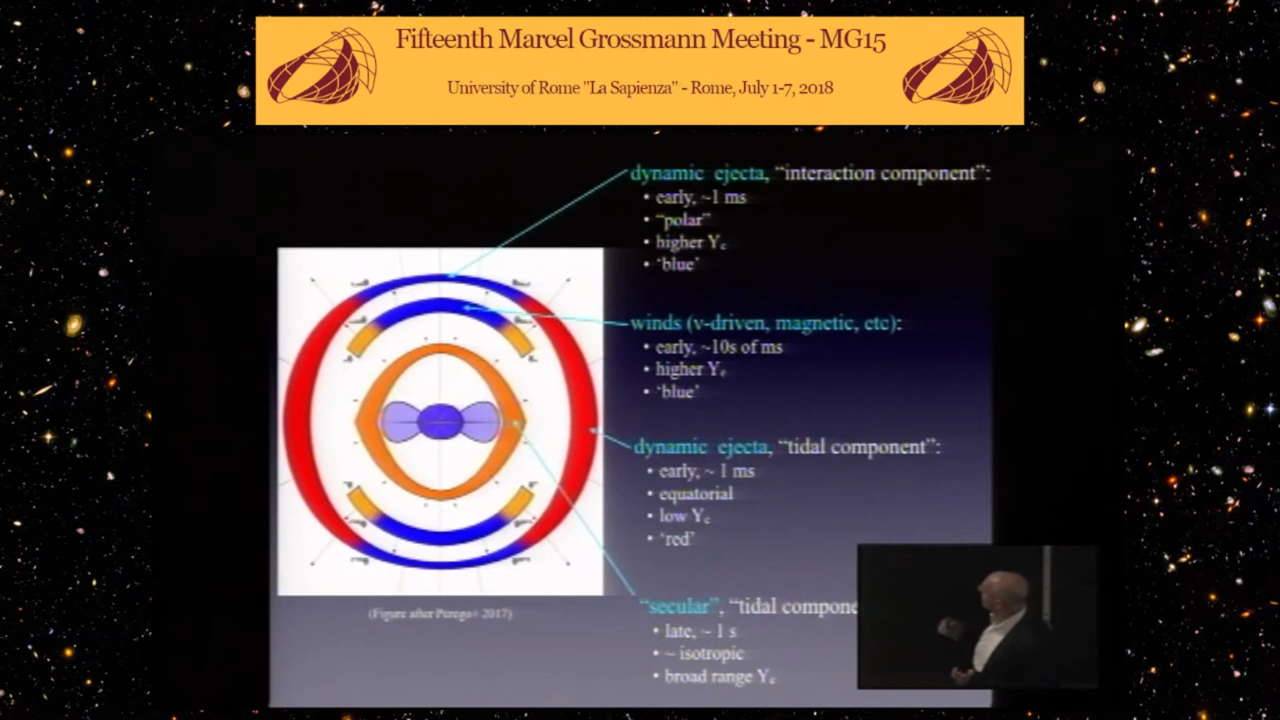 Fifteenth Marcel Grossmann Meeting - MG15
University of Rome "La Sapienza" - Rome, July 1-7, 2018
dynamic ejecta, “interaction component”:
• early, ~1 ms
• “polar”
• higher Yₑ
• ‘blue’
winds (ν-driven, magnetic, etc):
• early, ~10s of ms
• higher Yₑ
• ‘blue’
dynamic ejecta, “tidal component”:
• early, ~ 1 ms
• equatorial
• low Yₑ
• ‘red’
“secular”, “tidal compone
• late, ~ 1 s
• ~ isotropic
• broad range Yₑ
(Figure after Perego+ 2017)